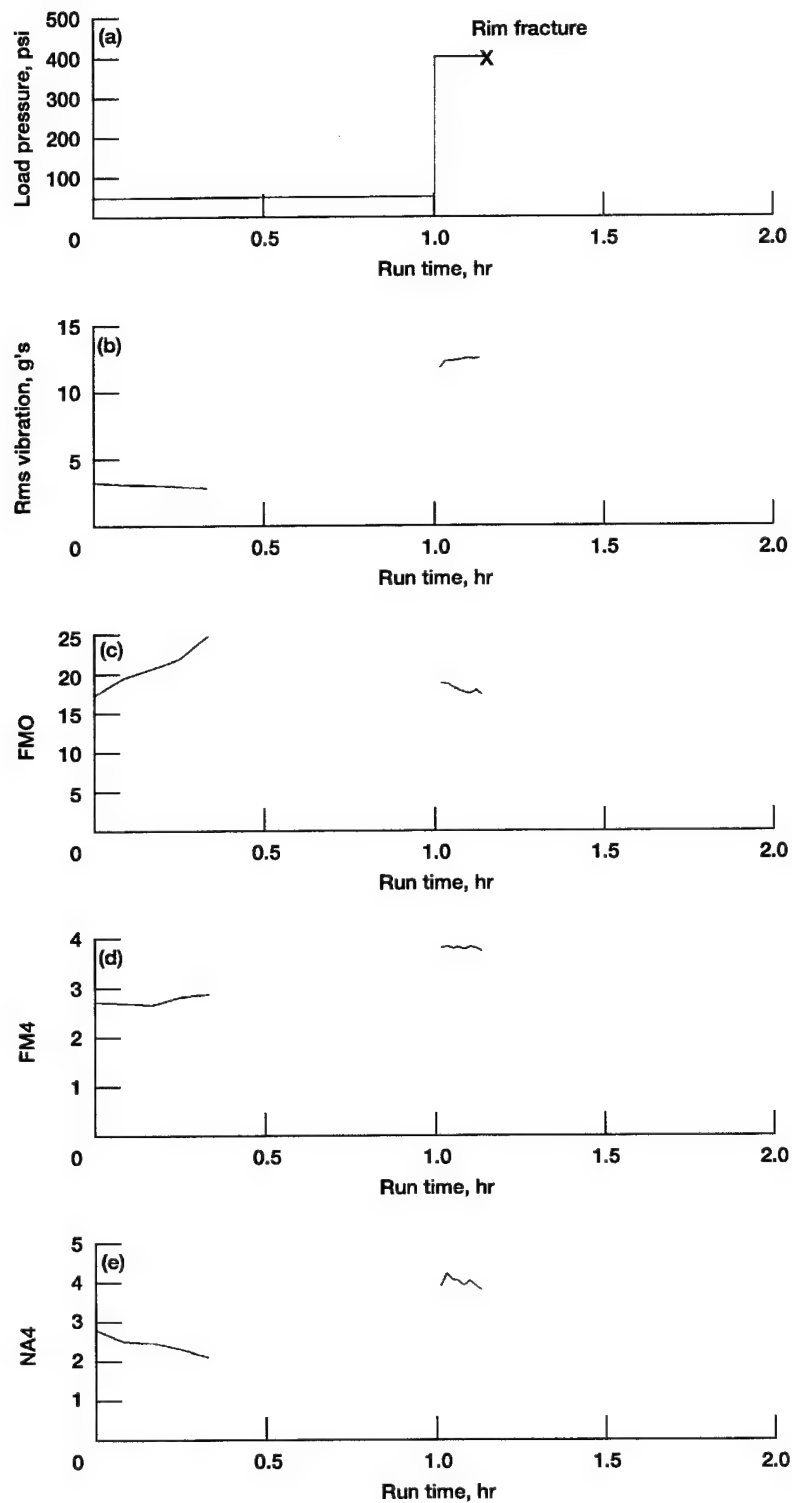 (a)
Rim fracture
X
Load pressure, psi
500
400
300
200
100
0
0.5
1.0
1.5
2.0
Run time, hr
(b)
Rms vibration, g's
15
10
5
0
0.5
1.0
1.5
2.0
Run time, hr
(c)
FMO
25
20
15
10
5
0
0.5
1.0
1.5
2.0
Run time, hr
(d)
FM4
4
3
2
1
0
0.5
1.0
1.5
2.0
Run time, hr
(e)
NA4
5
4
3
2
1
0
0.5
1.0
1.5
2.0
Run time, hr